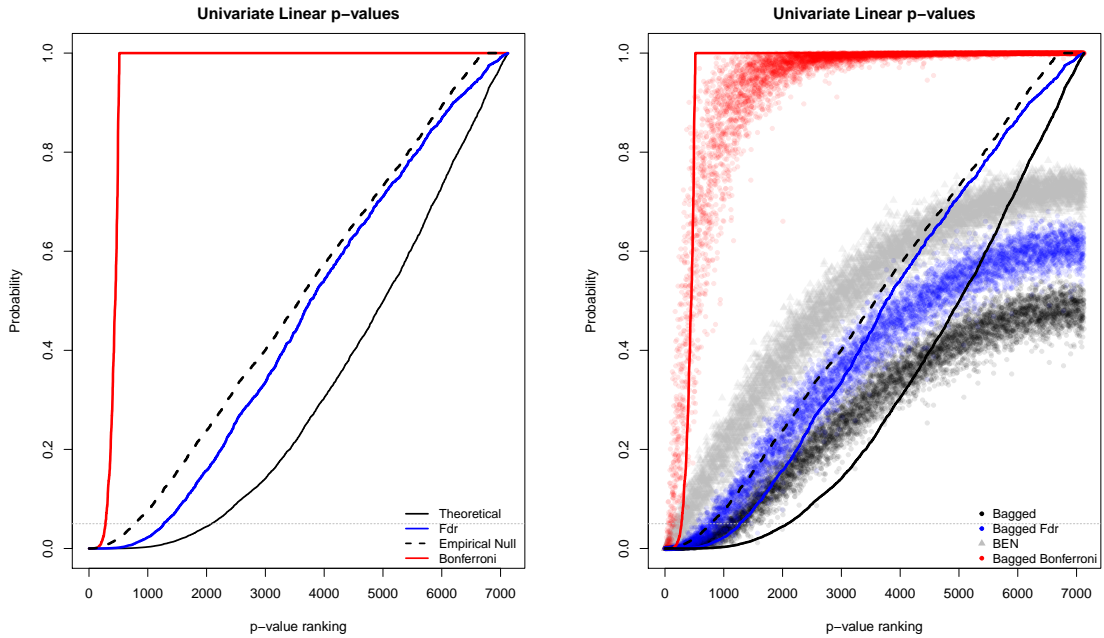 Univariate Linear p−values
Probability
0.0
0.2
0.4
0.6
0.8
1.0
0 1000 2000 3000 4000 5000 6000 7000
p−value ranking
Theoretical
Fdr
Empirical Null
Bonferroni
Univariate Linear p−values
Probability
0.0
0.2
0.4
0.6
0.8
1.0
0 1000 2000 3000 4000 5000 6000 7000
p−value ranking
Bagged
Bagged Fdr
BEN
Bagged Bonferroni